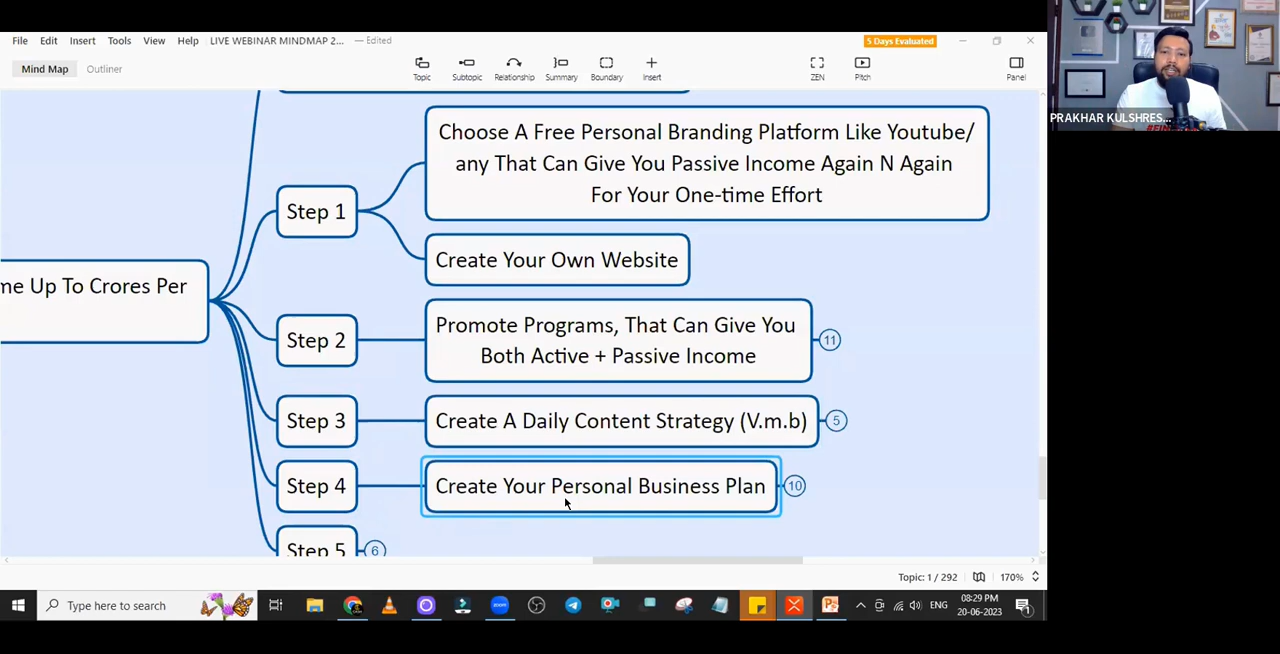 File Edit Insert Tools View Help LIVE WEBINAR MINDMAP 2... — Edited
5 Days Evaluated
Mind Map Outliner
Topic Subtopic Relationship Summary Boundary Insert
ZEN Pitch Panel
PRAKHAR KULSHRES...
Choose A Free Personal Branding Platform Like Youtube/
any That Can Give You Passive Income Again N Again
For Your One-time Effort
Step 1
Create Your Own Website
me Up To Crores Per
Step 2
Promote Programs, That Can Give You
Both Active + Passive Income
11
Step 3
Create A Daily Content Strategy (V.m.b)
5
Step 4
Create Your Personal Business Plan
10
Step 5
6
Topic: 1 / 292
170%
Type here to search
ENG
08:29 PM
20-06-2023
1